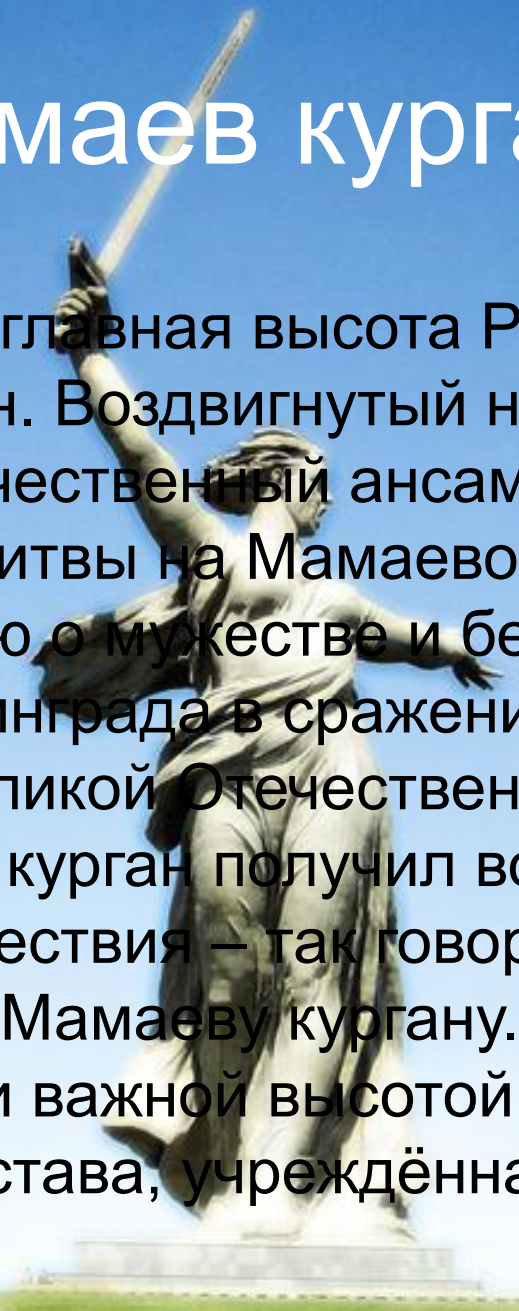 маев курга
главная высота Р
н. Воздвигнутый н
чественный ансам
итвы на Мамаево
ю о мужестве и бе
инграда в сражени
ликой Отечествен
курган получил во
ествия – так говор
Мамаеву кургану.
и важной высотой
става, учреждённа